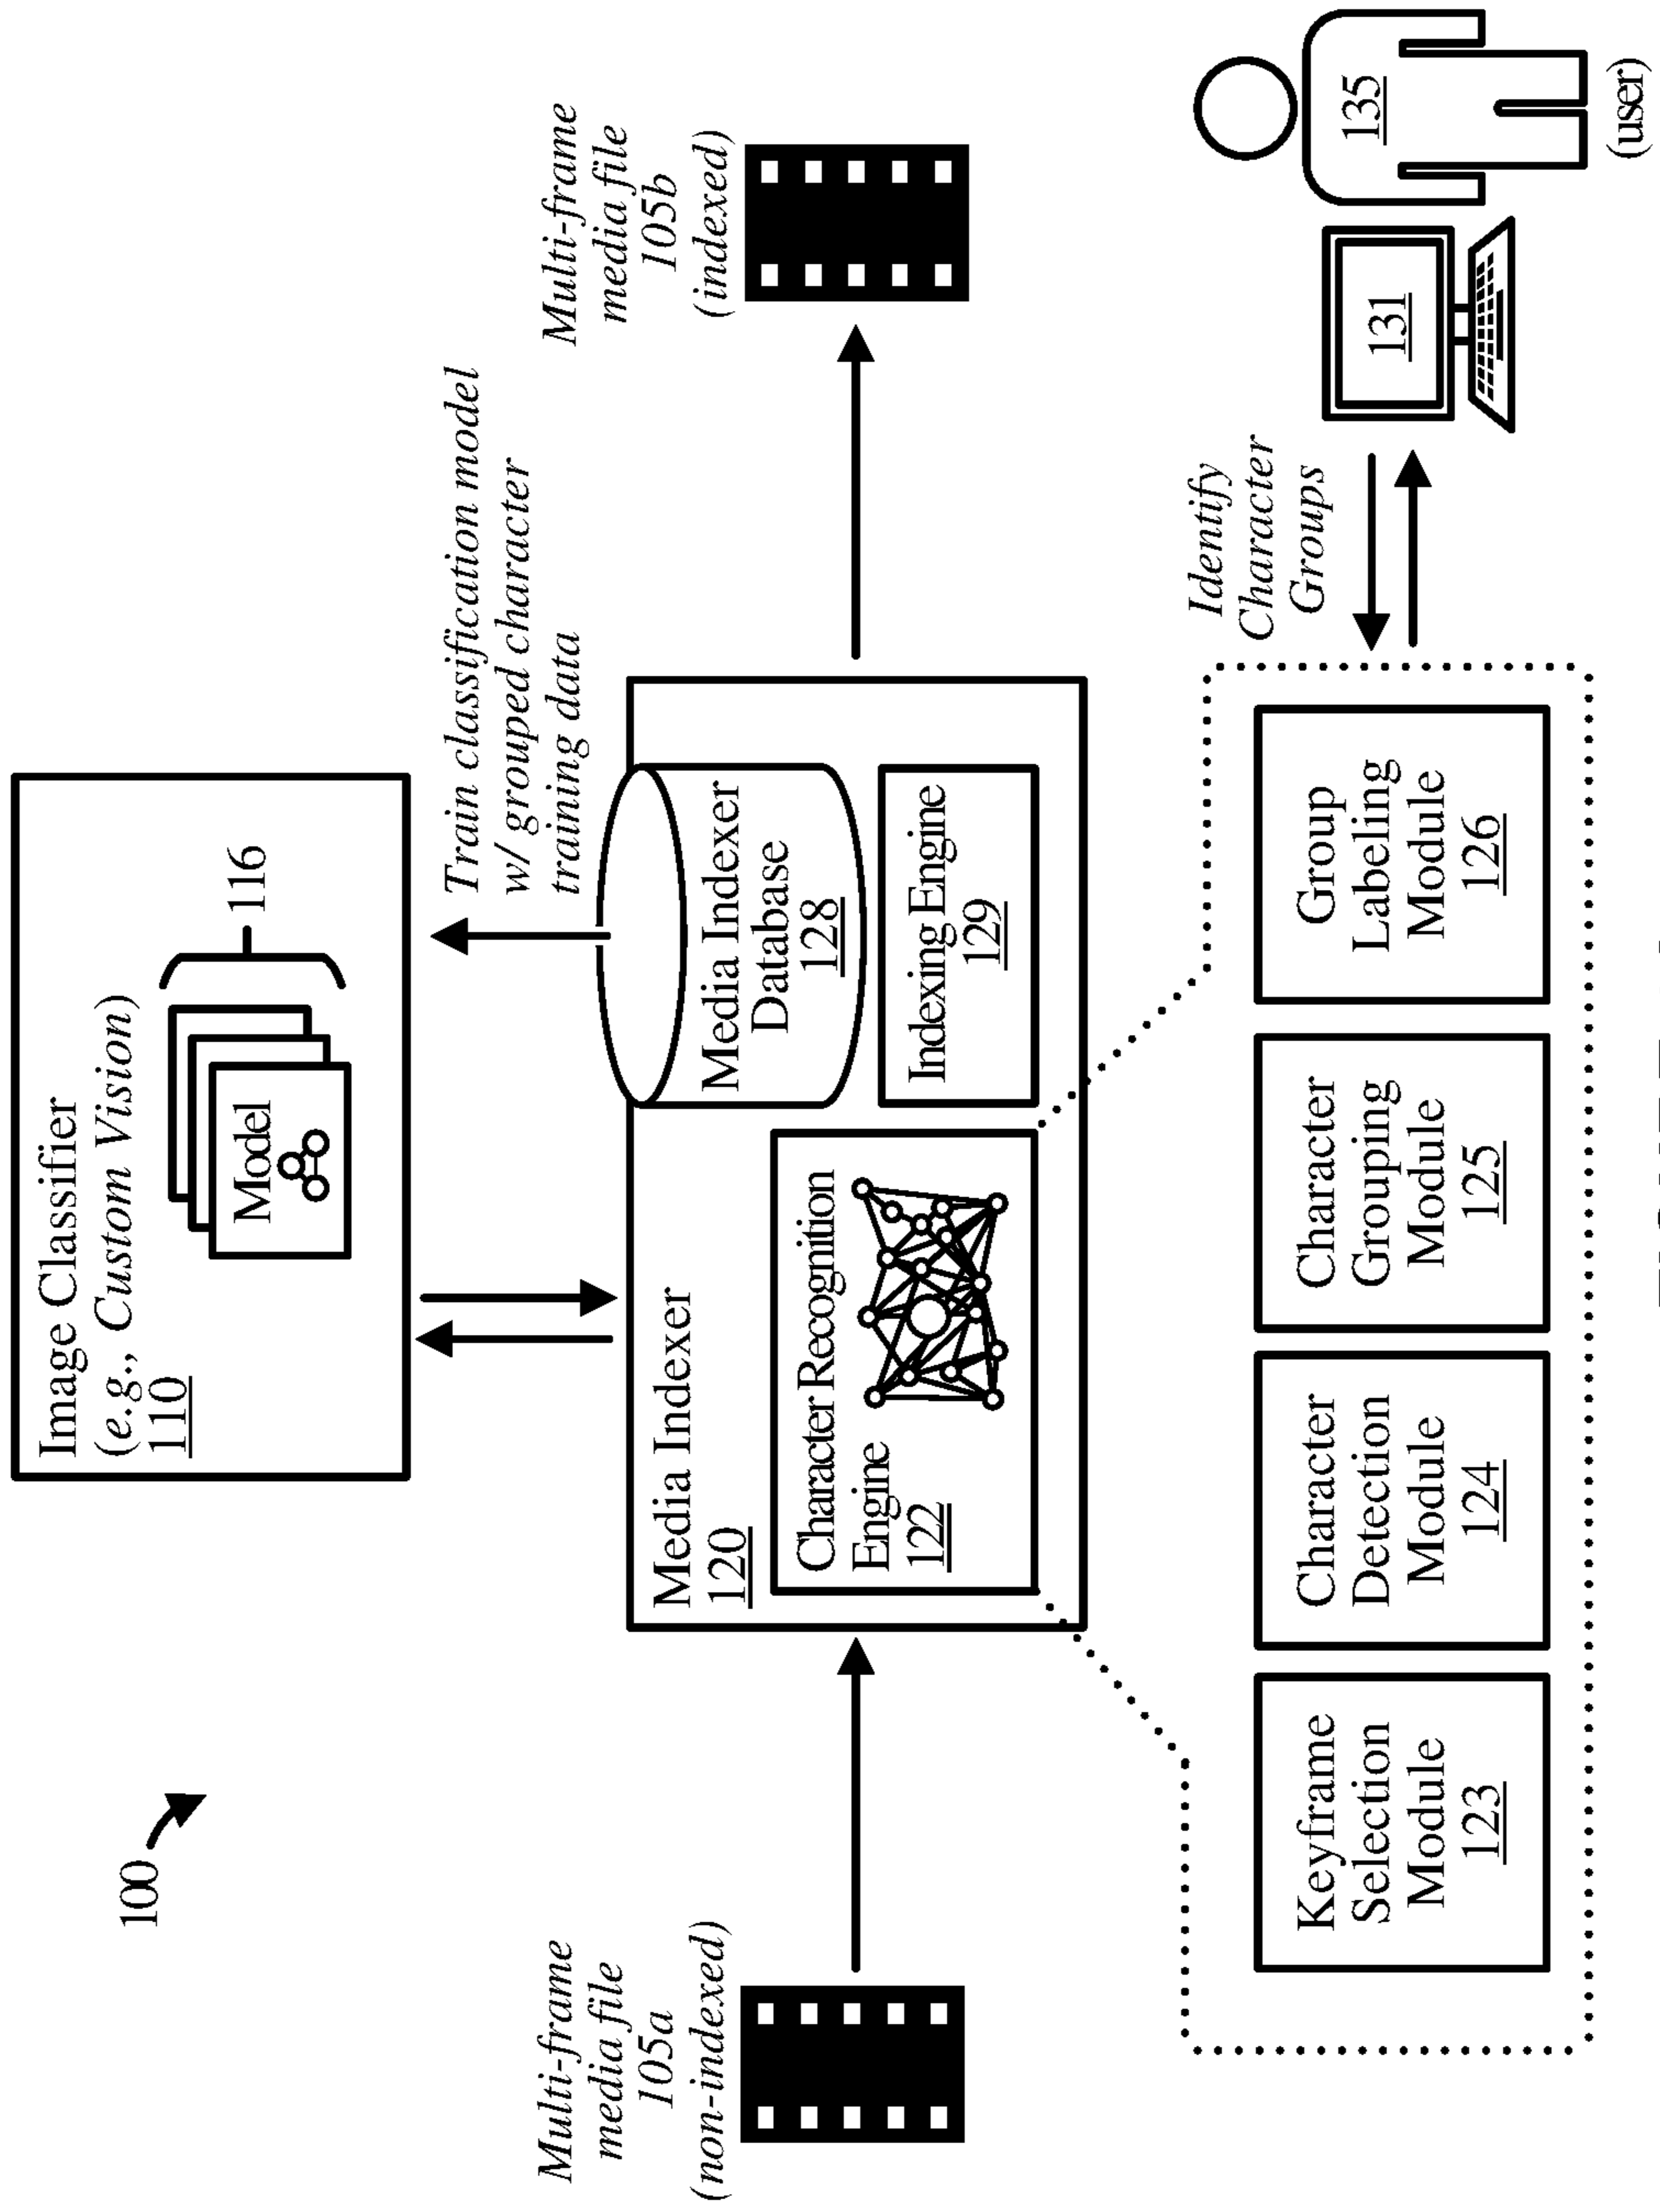 100
Image Classifier
(e.g., Custom Vision)
110
Model
116
Train classification model
w/ grouped character
training data
Multi-frame
media file
105a
(non-indexed)
Media Indexer
120
Character Recognition
Engine
122
Media Indexer
Database
128
Indexing Engine
129
Multi-frame
media file
105b
(indexed)
Keyframe
Selection
Module
123
Character
Detection
Module
124
Character
Grouping
Module
125
Group
Labeling
Module
126
Identify
Character
Groups
131
135
(user)